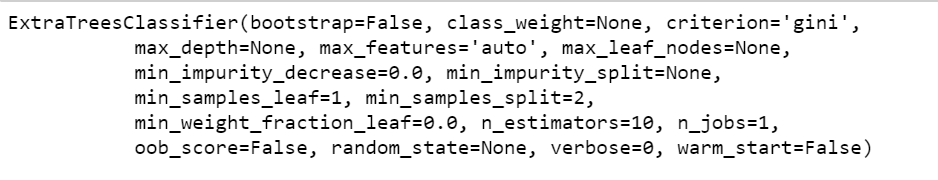 ExtraTreesClassifier(bootstrap=False, class_weight=None, criterion='gini',
max_depth=None, max_features='auto', max_leaf_nodes=None,
min_impurity_decrease=0.0, min_impurity_split=None,
min_samples_leaf=1, min_samples_split=2,
min_weight_fraction_leaf=0.0, n_estimators=10, n_jobs=1,
oob_score=False, random_state=None, verbose=0, warm_start=False)